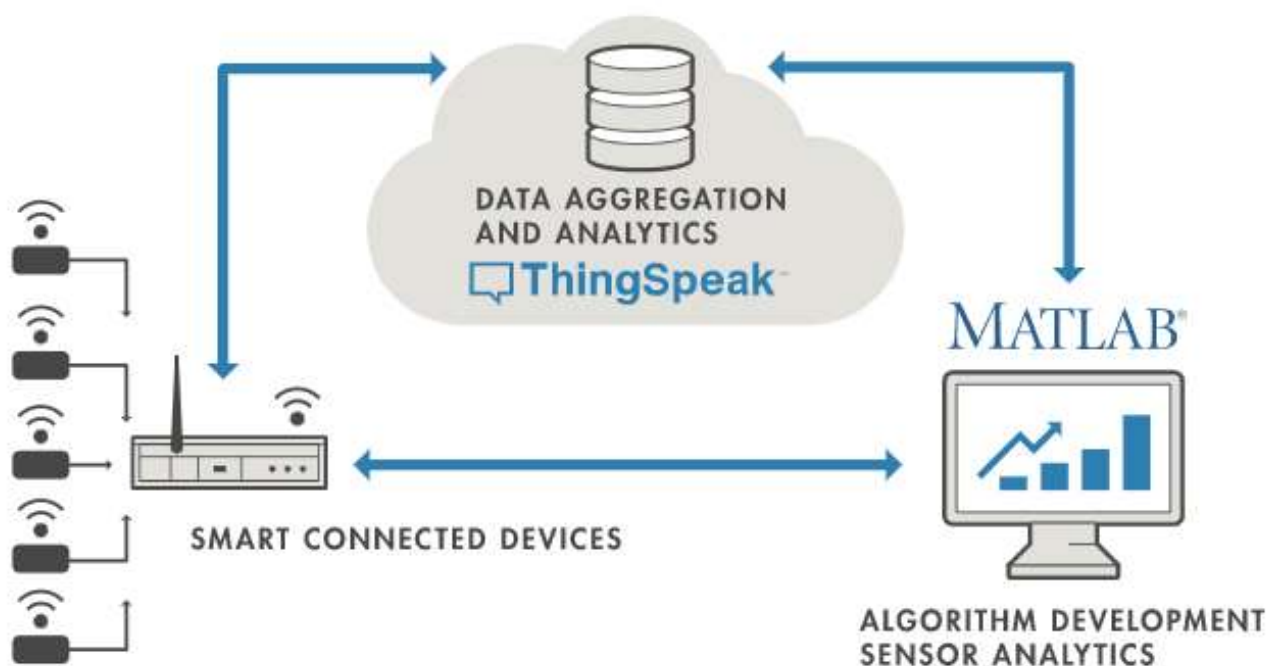 DATA AGGREGATION
AND ANALYTICS
ThingSpeak
MATLAB®
SMART CONNECTED DEVICES
ALGORITHM DEVELOPMENT
SENSOR ANALYTICS